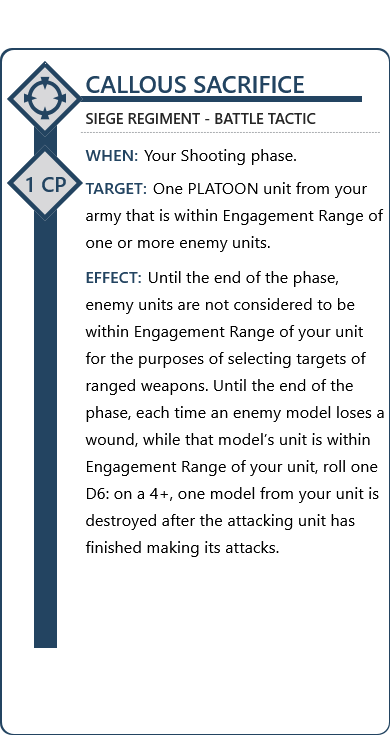 CALLOUS SACRIFICE
SIEGE REGIMENT - BATTLE TACTIC
1 CP
WHEN: Your Shooting phase.
TARGET: One PLATOON unit from your
army that is within Engagement Range of
one or more enemy units.
EFFECT: Until the end of the phase,
enemy units are not considered to be
within Engagement Range of your unit
for the purposes of selecting targets of
ranged weapons. Until the end of the
phase, each time an enemy model loses a
wound, while that model’s unit is within
Engagement Range of your unit, roll one
D6: on a 4+, one model from your unit is
destroyed after the attacking unit has
finished making its attacks.